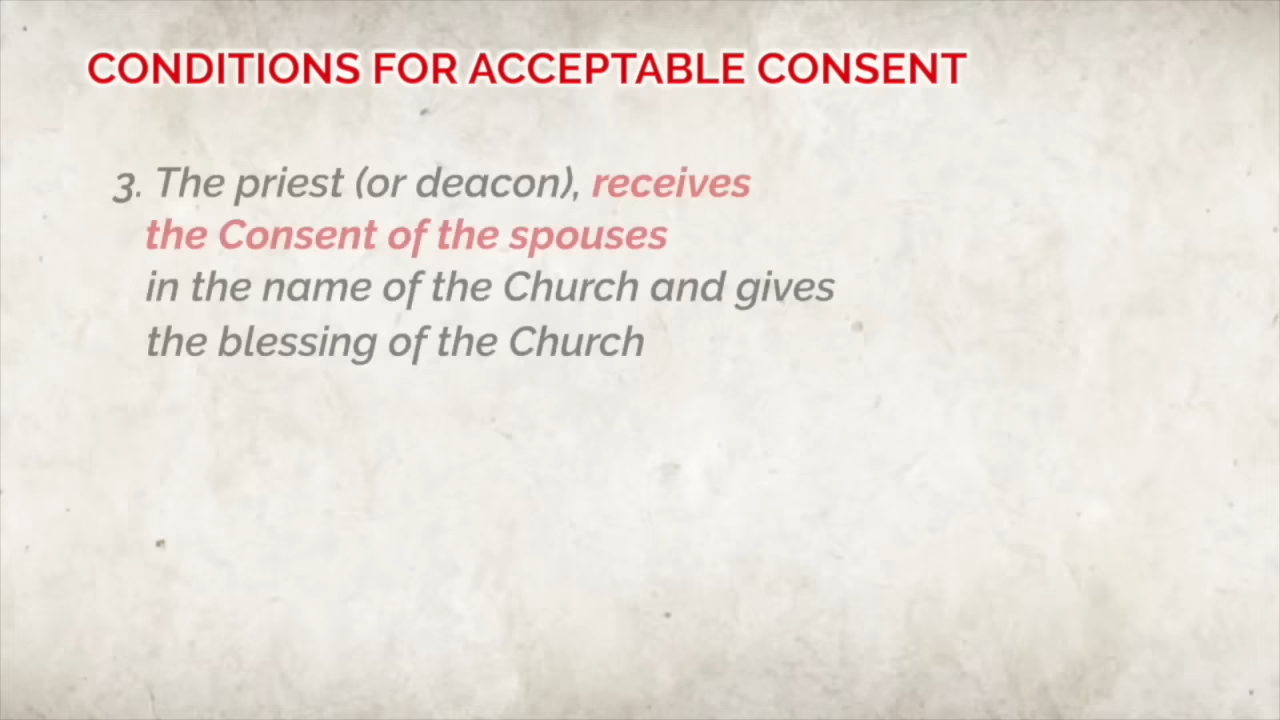 CONDITIONS FOR ACCEPTABLE CONSENT
3. The priest (or deacon), receives
the Consent of the spouses
in the name of the Church and gives
the blessing of the Church